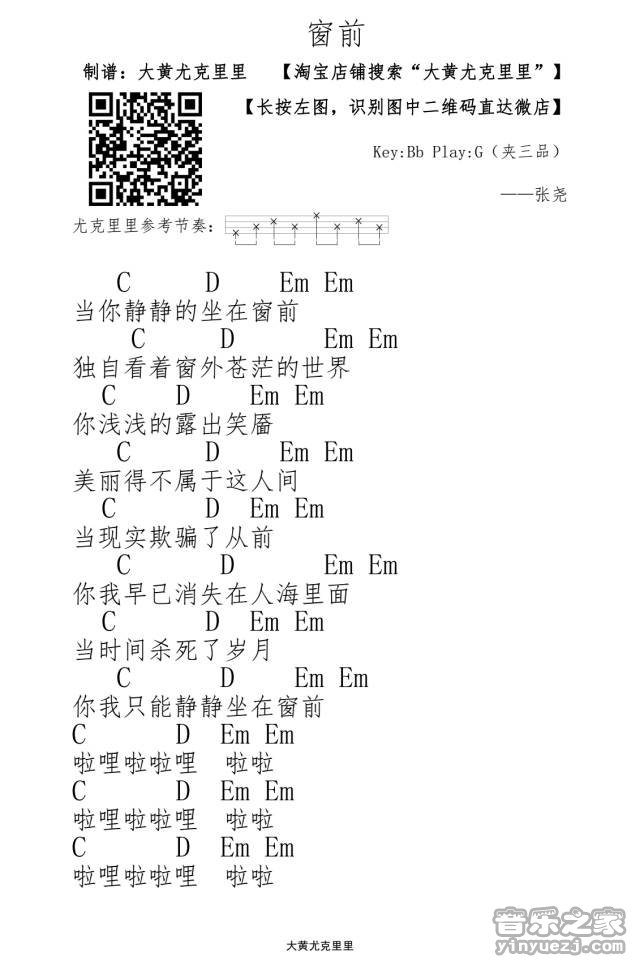 窗前
制谱：大黄尤克里里 【淘宝店铺搜索“大黄尤克里里”】
【长按左图，识别图中二维码直达微店】
Key:Bb Play:G（夹三品）
——张尧
尤克里里参考节奏：
C D Em Em
当你静静的坐在窗前
C D Em Em
独自看着窗外苍茫的世界
C D Em Em
你浅浅的露出笑靥
C D Em Em
美丽得不属于这人间
C D Em Em
当现实欺骗了从前
C D Em Em
你我早已消失在人海里面
C D Em Em
当时间杀死了岁月
C D Em Em
你我只能静静坐在窗前
C D Em Em
啦哩啦啦哩 啦啦
C D Em Em
啦哩啦啦哩 啦啦
C D Em Em
啦哩啦啦哩 啦啦
大黄尤克里里
音乐之家
yinyuezj.com